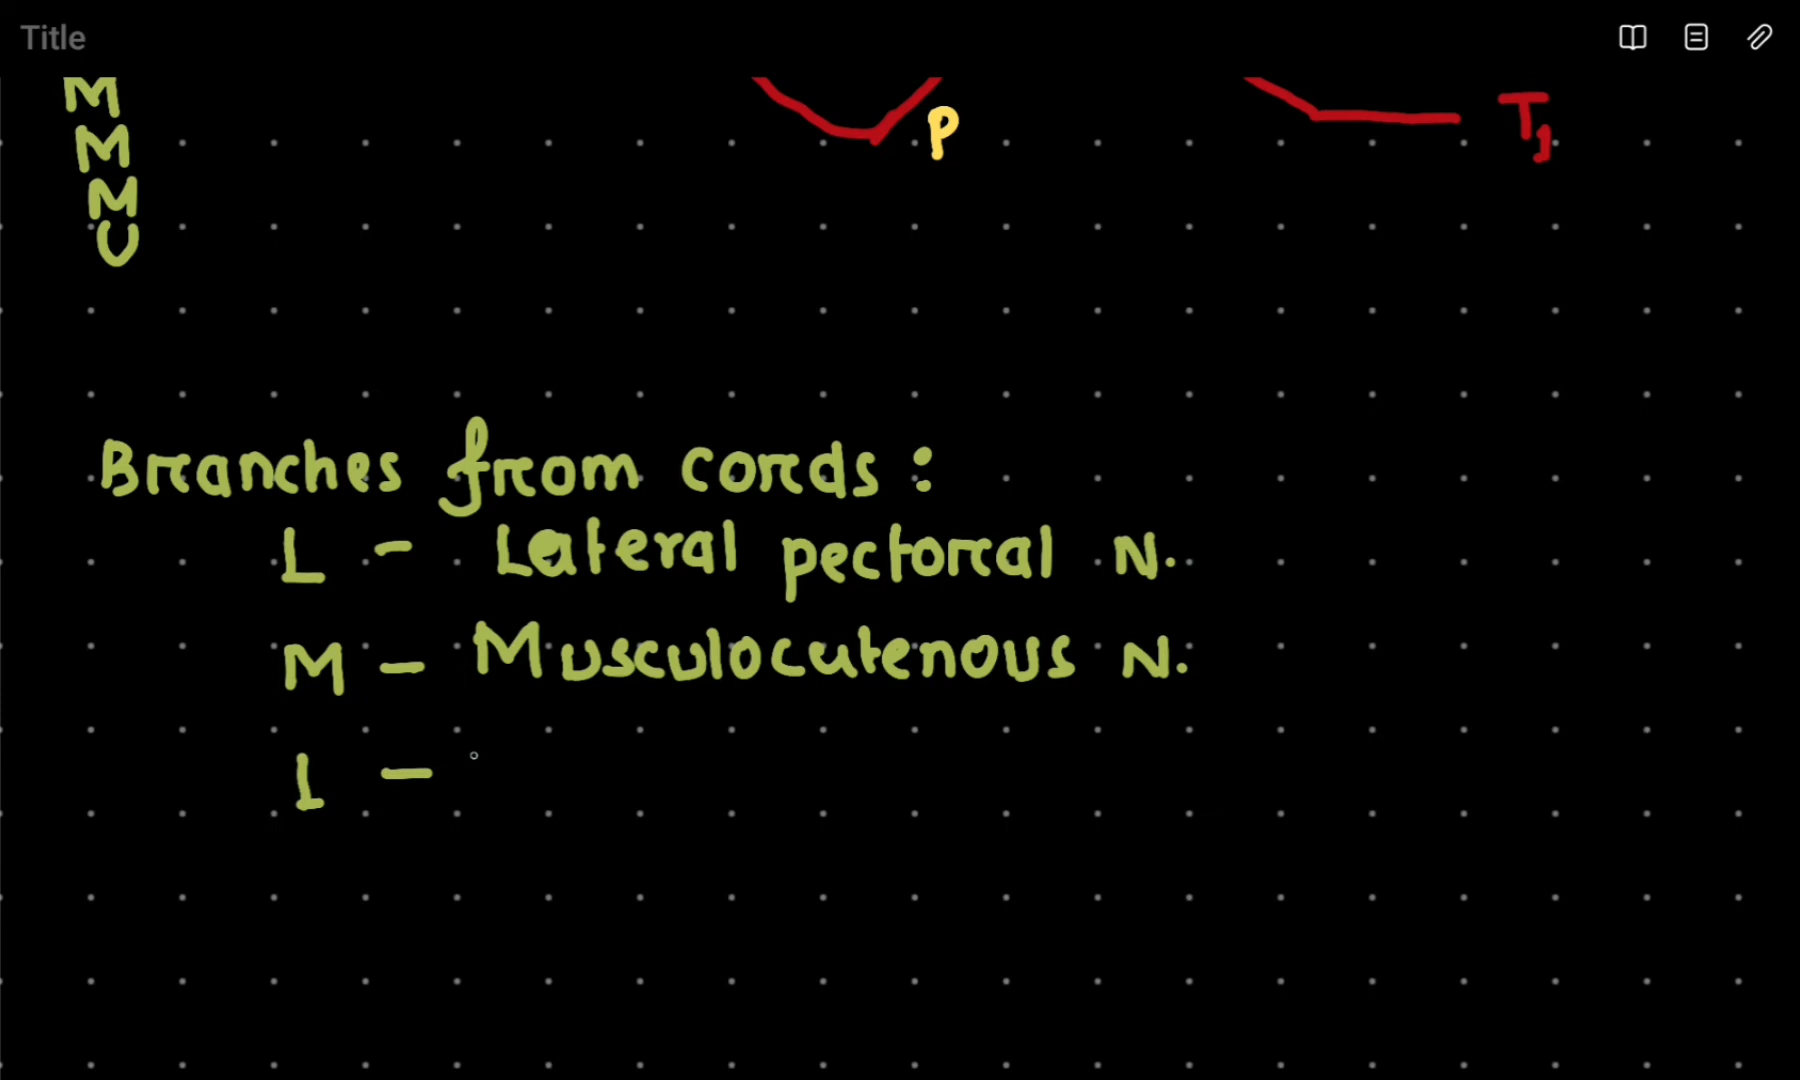 Title
M
P
T1
M
M
U
Branches from cords :
L - Lateral pectoral N.
M - Musculocutenous N.
L -